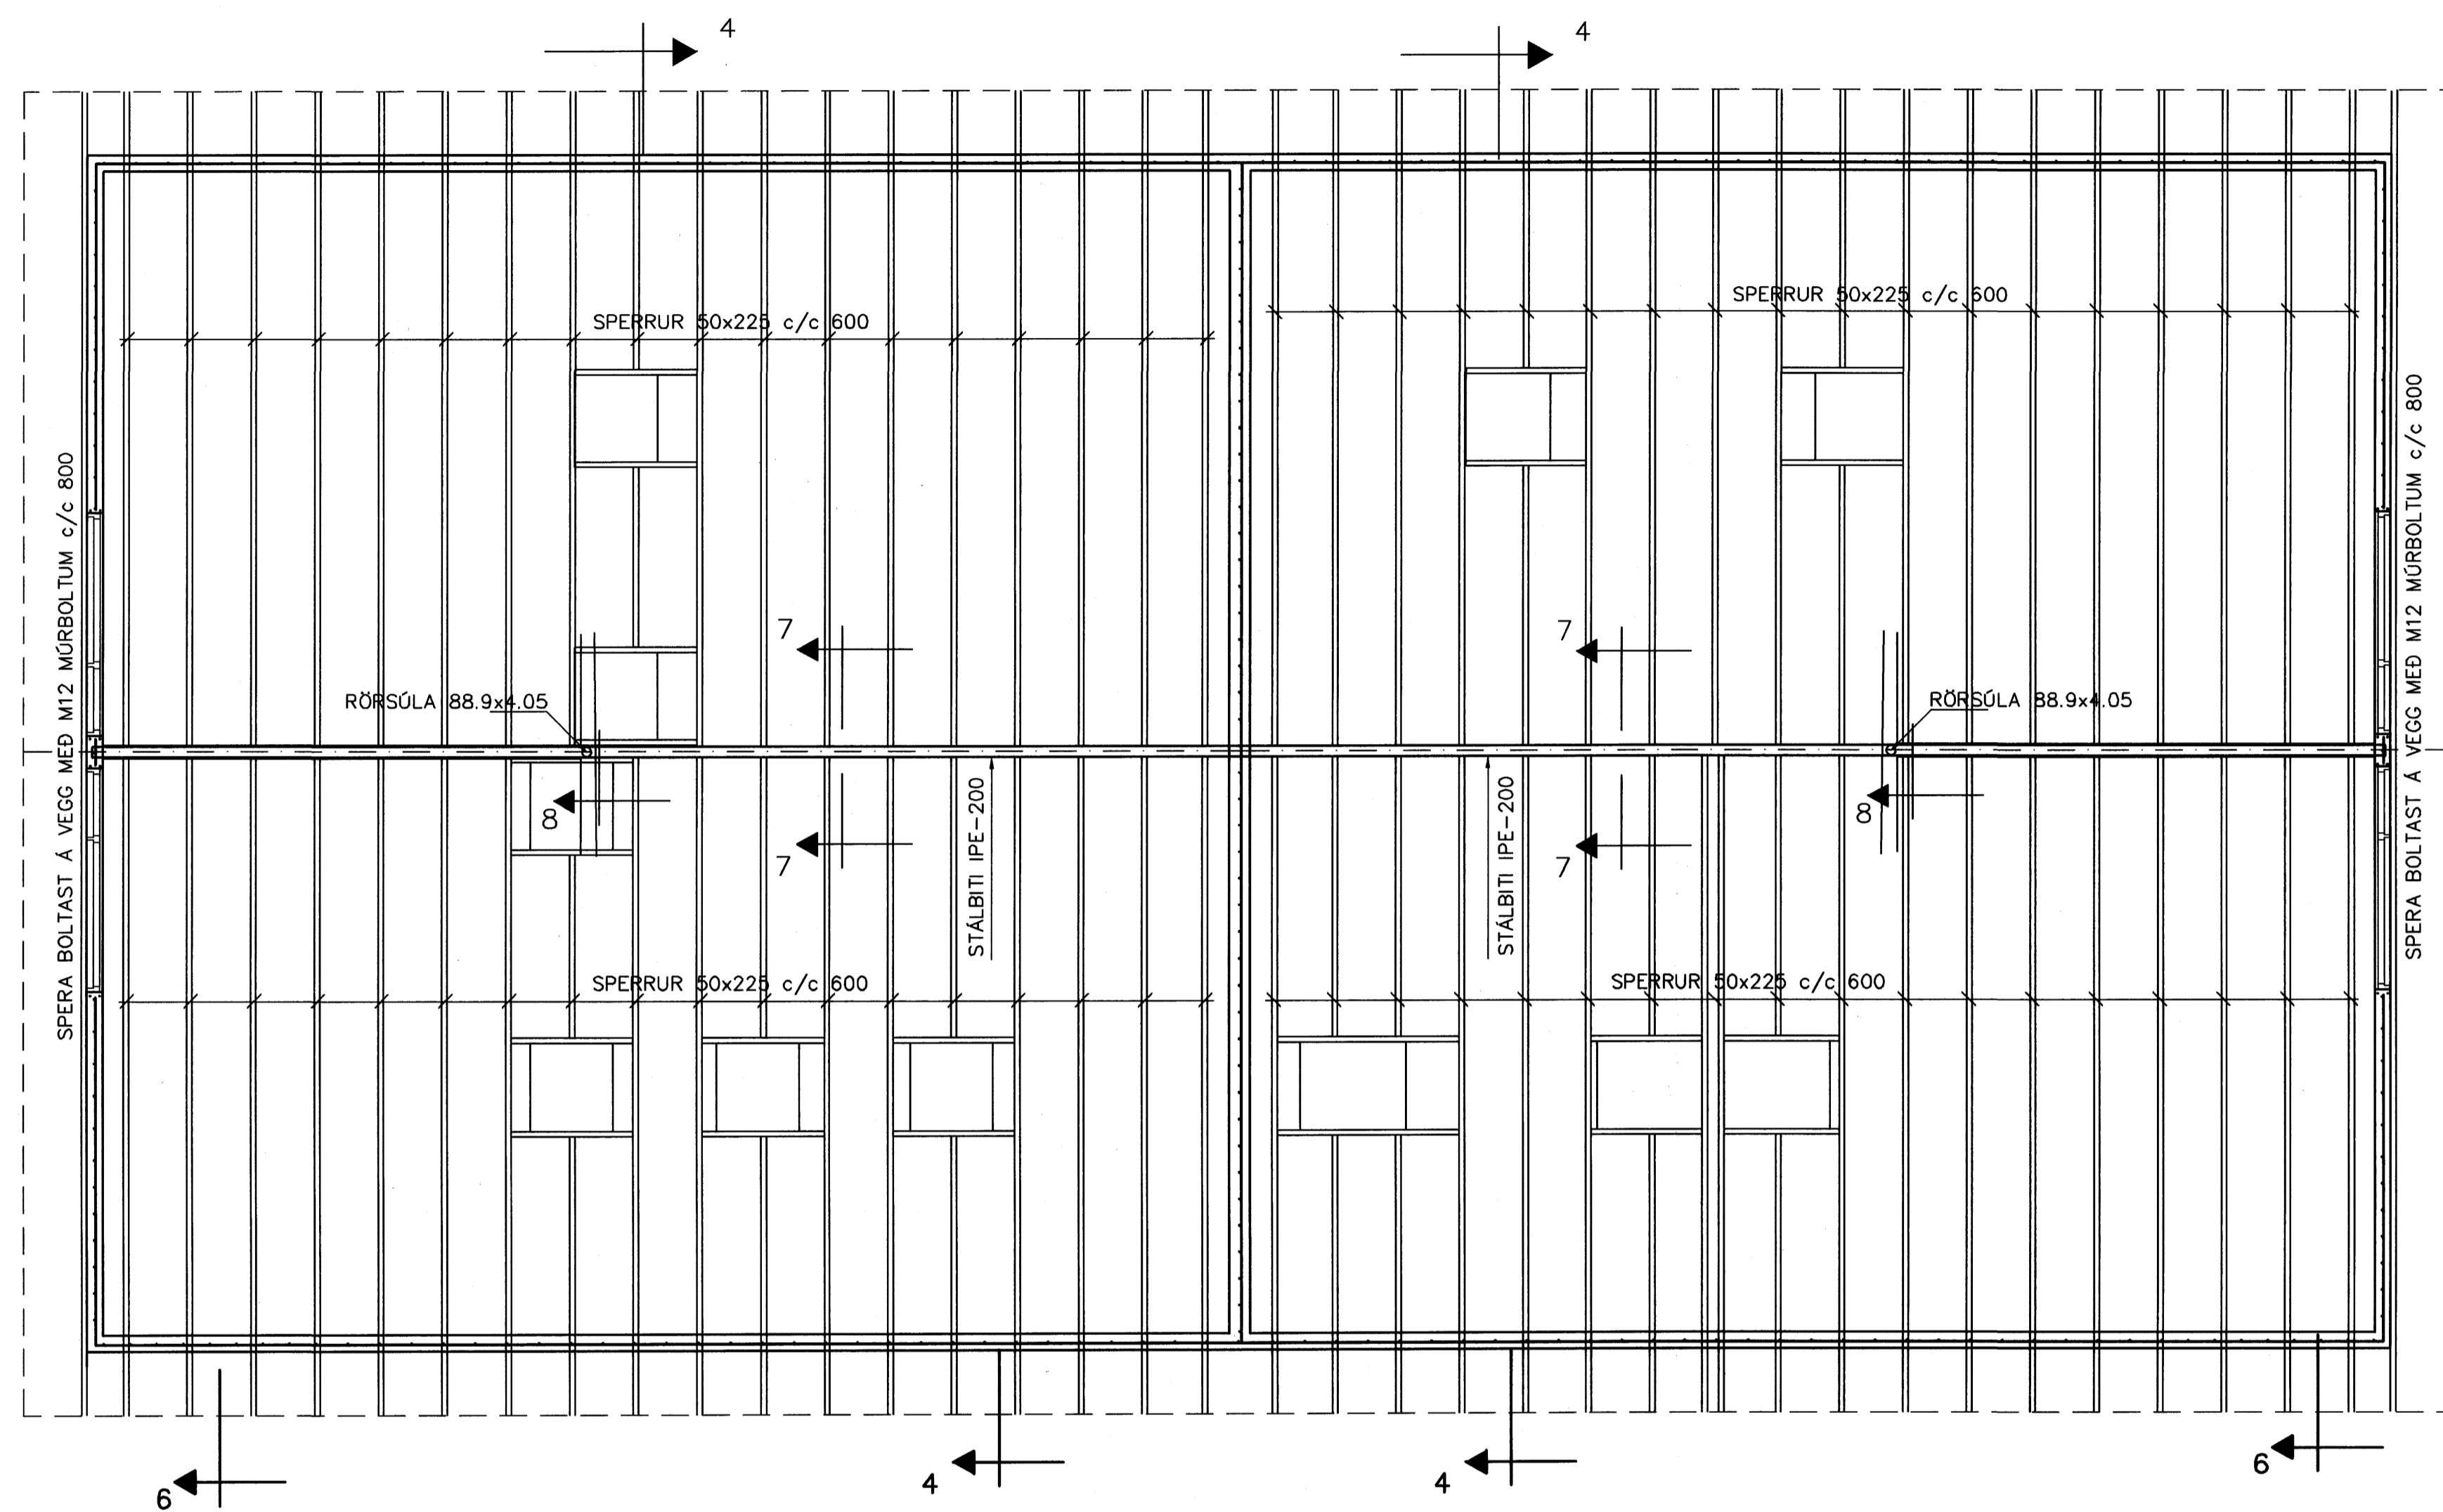 4
4
SPERRUR 50x225 c/c 600
SPERRUR 50x225 c/c 600
SPERA BOLTAST Á VEGG MEÐ M12 MÚRBOLTUM c/c 800
SPERA BOLTAST Á VEGG MEÐ M12 MÚRBOLTUM c/c 800
7
7
RÖRSÚLA 88.9x4.05
RÖRSÚLA 88.9x4.05
8
8
STÁLBITI IPE-200
STÁLBITI IPE-200
7
7
SPERRUR 50x225 c/c 600
SPERRUR 50x225 c/c 600
6
4
4
6